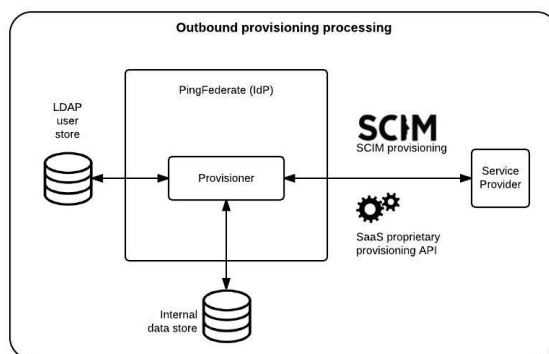 Outbound provisioning processing
PingFederate (IdP)
LDAP
user
store
SCIM
SCIM provisioning
Provisioner
Service
Provider
SaaS proprietary
provisioning API
Internal
data store